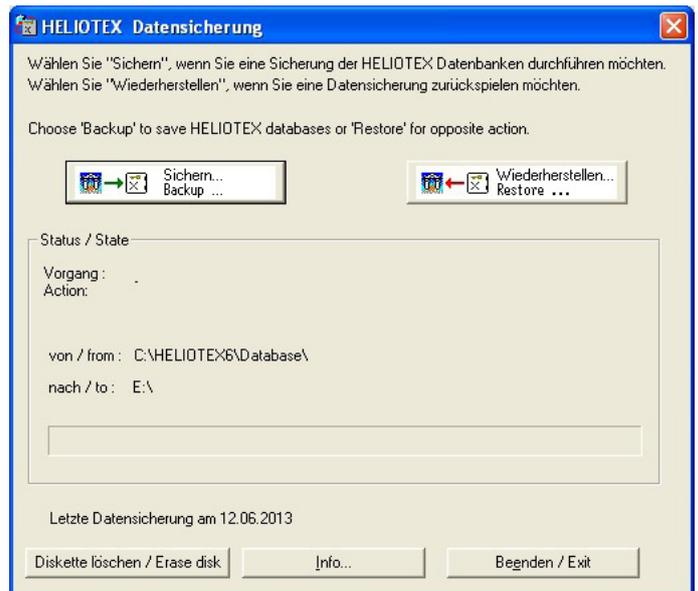 HELIOTEX Datensicherung
Wählen Sie "Sichern", wenn Sie eine Sicherung der HELIOTEX Datenbanken durchführen möchten.
Wählen Sie "Wiederherstellen", wenn Sie eine Datensicherung zurückspielen möchten.
Choose 'Backup' to save HELIOTEX databases or 'Restore' for opposite action.
Sichern...
Backup ...
Wiederherstellen...
Restore ...
Status / State
Vorgang : .
Action:
von / from : C:\HELIOTEX6\Database\
nach / to : E:\
Letzte Datensicherung am 12.06.2013
Diskette löschen / Erase disk
Info...
Beenden / Exit